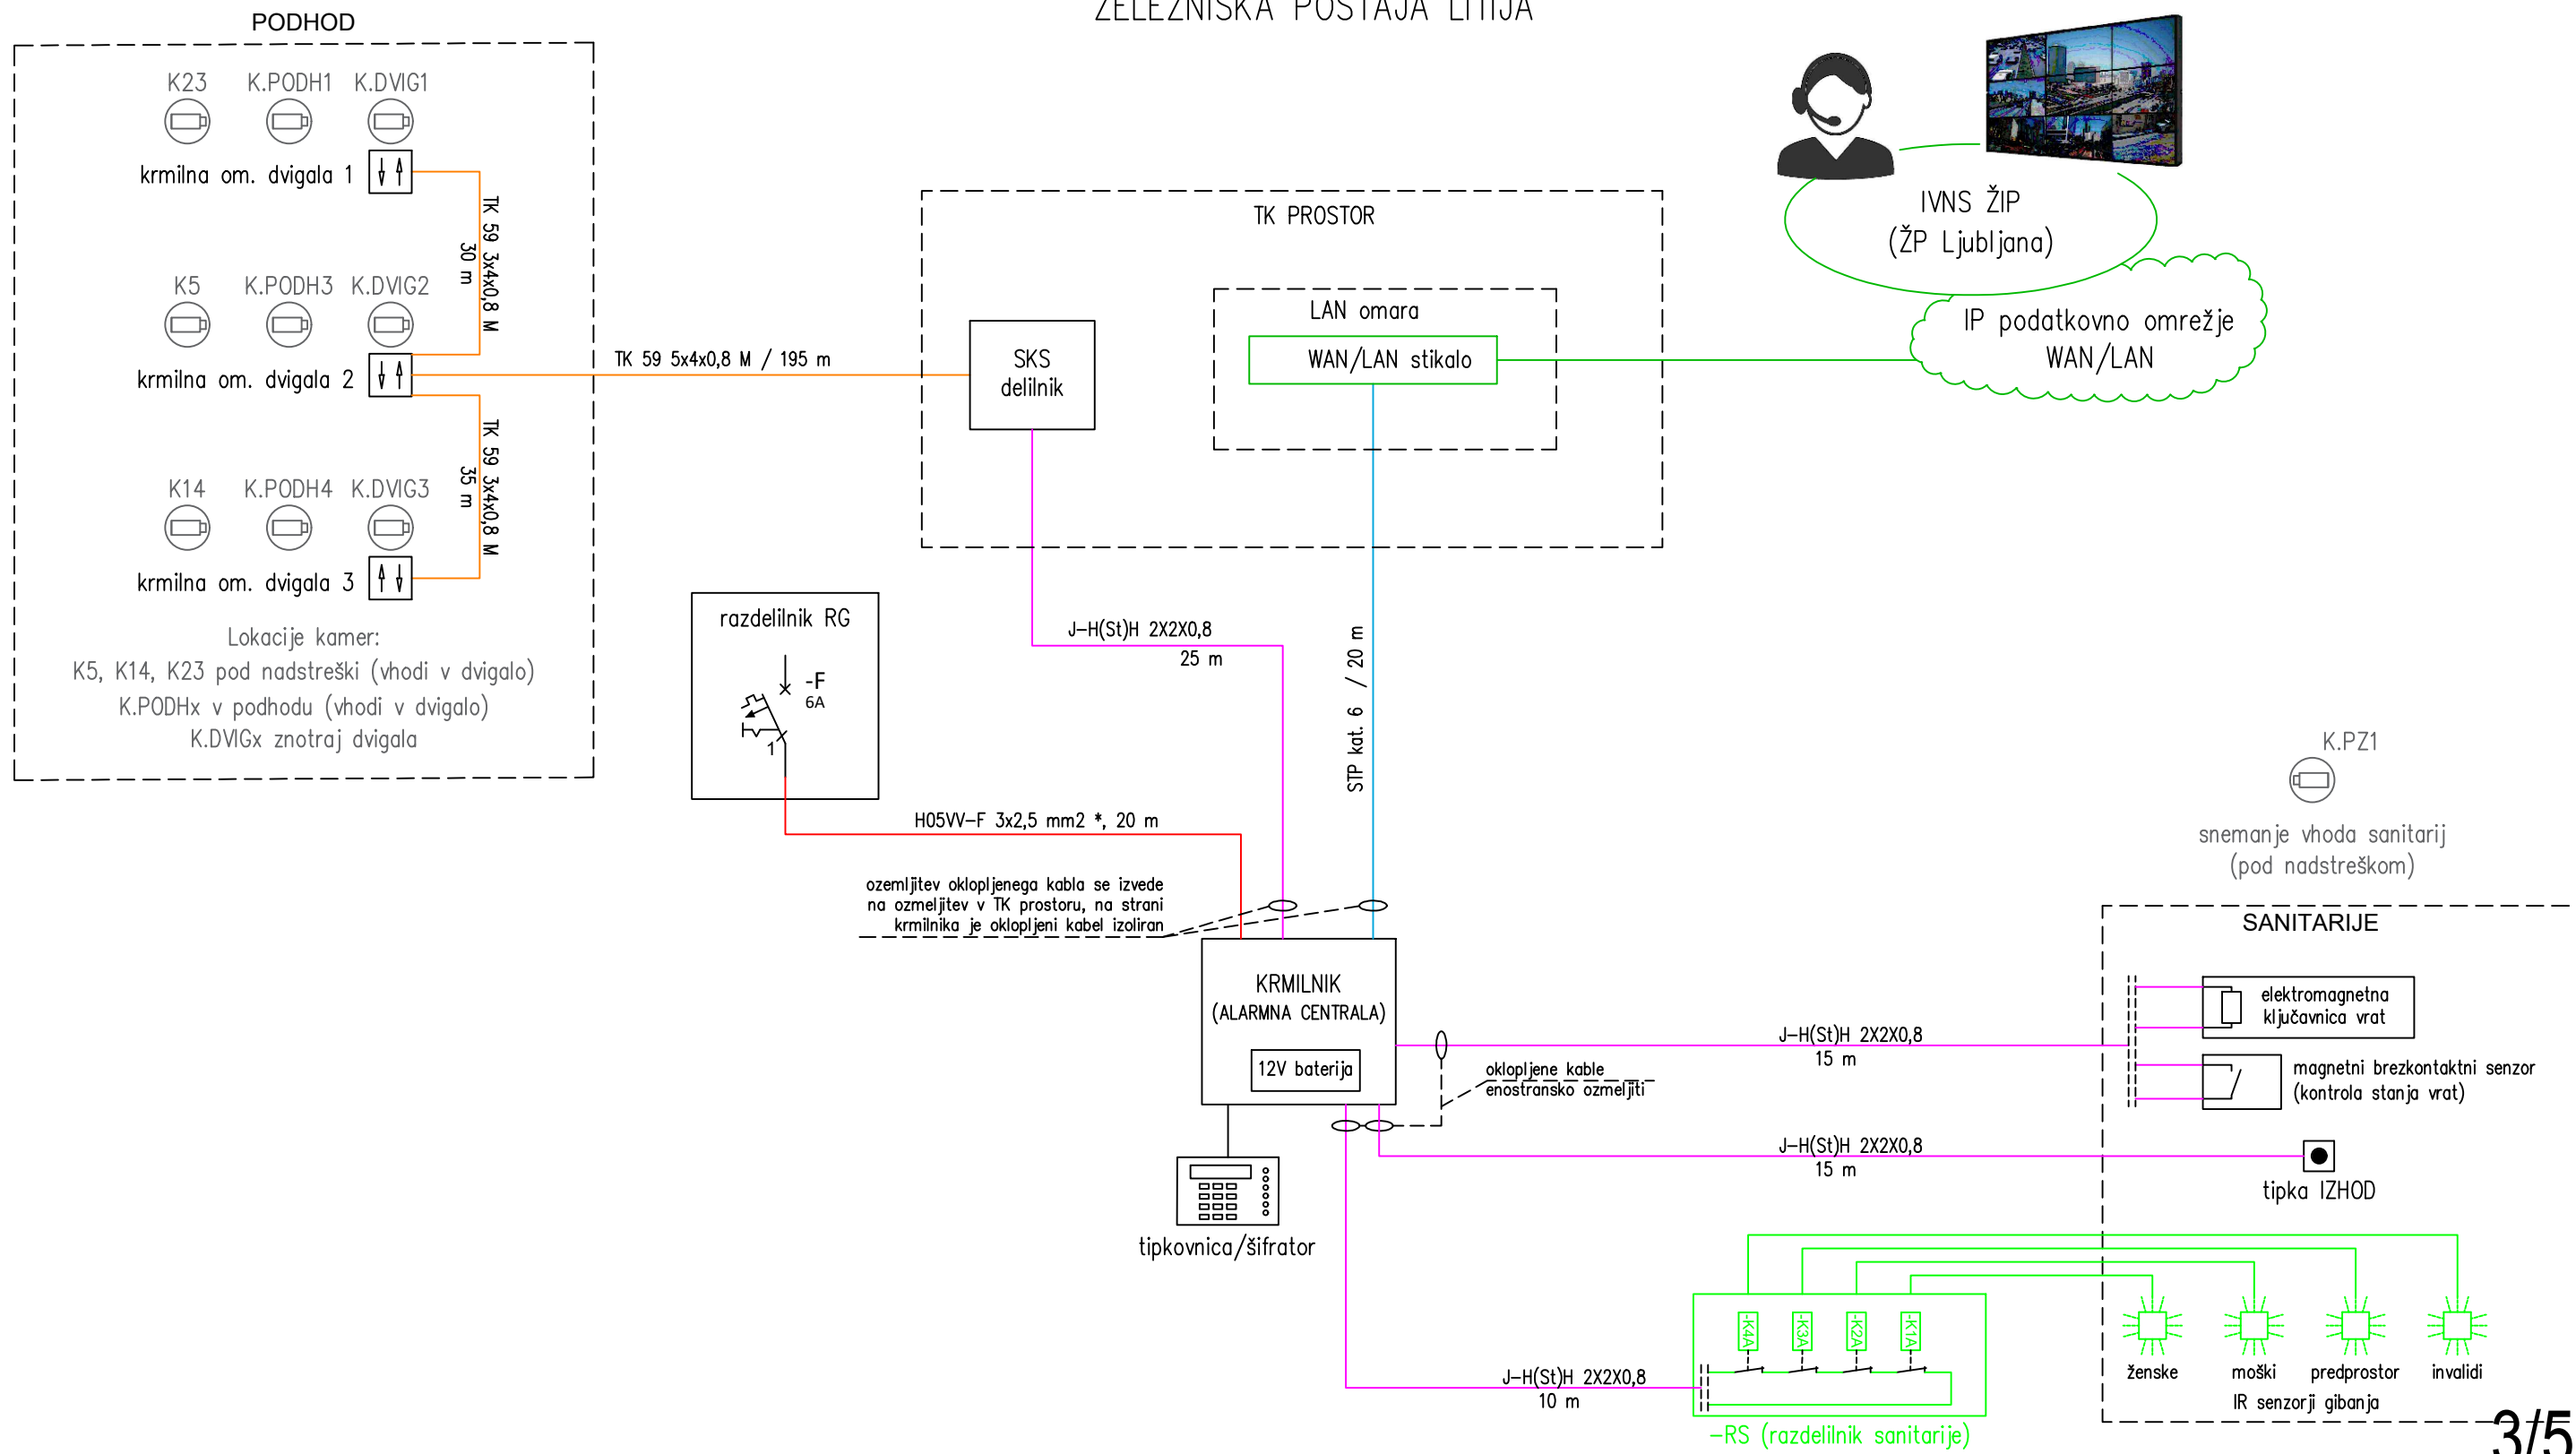 ŽELEZNIŠKA POSTAJA LITIJA
PODHOD
K23 K.PODH1 K.DVIG1
krmilna om. dvigala 1
TK 59 3x4x0,8 M
30 m
K5 K.PODH3 K.DVIG2
krmilna om. dvigala 2
TK 59 3x4x0,8 M
35 m
K14 K.PODH4 K.DVIG3
krmilna om. dvigala 3
Lokacije kamer:
K5, K14, K23 pod nadstreški (vhodi v dvigalo)
K.PODHx v podhodu (vhodi v dvigalo)
K.DVIGx znotraj dvigala
TK 59 5x4x0,8 M / 195 m
TK PROSTOR
SKS
delilnik
LAN omara
WAN/LAN stikalo
IVNS ŽIP
(ŽP Ljubljana)
IP podatkovno omrežje
WAN/LAN
razdelilnik RG
-F
6A
1
J-H(St)H 2X2X0,8
25 m
STP kat. 6 / 20 m
H05VV-F 3x2,5 mm2 *, 20 m
ozemljitev oklopljenega kabla se izvede
na ozmeljitev v TK prostoru, na strani
krmilnika je oklopljeni kabel izoliran
KRMILNIK
(ALARMNA CENTRALA)
12V baterija
tipkovnica/šifrator
oklopljene kable
enostransko ozmeljiti
J-H(St)H 2X2X0,8
15 m
J-H(St)H 2X2X0,8
15 m
J-H(St)H 2X2X0,8
10 m
K.PZ1
snemanje vhoda sanitarij
(pod nadstreškom)
SANITARIJE
elektromagnetna
ključavnica vrat
magnetni brezkontaktni senzor
(kontrola stanja vrat)
tipka IZHOD
-K4A -K3A -K2A -K1A
-RS (razdelilnik sanitarije)
ženske moški predprostor invalidi
IR senzorji gibanja
3/5